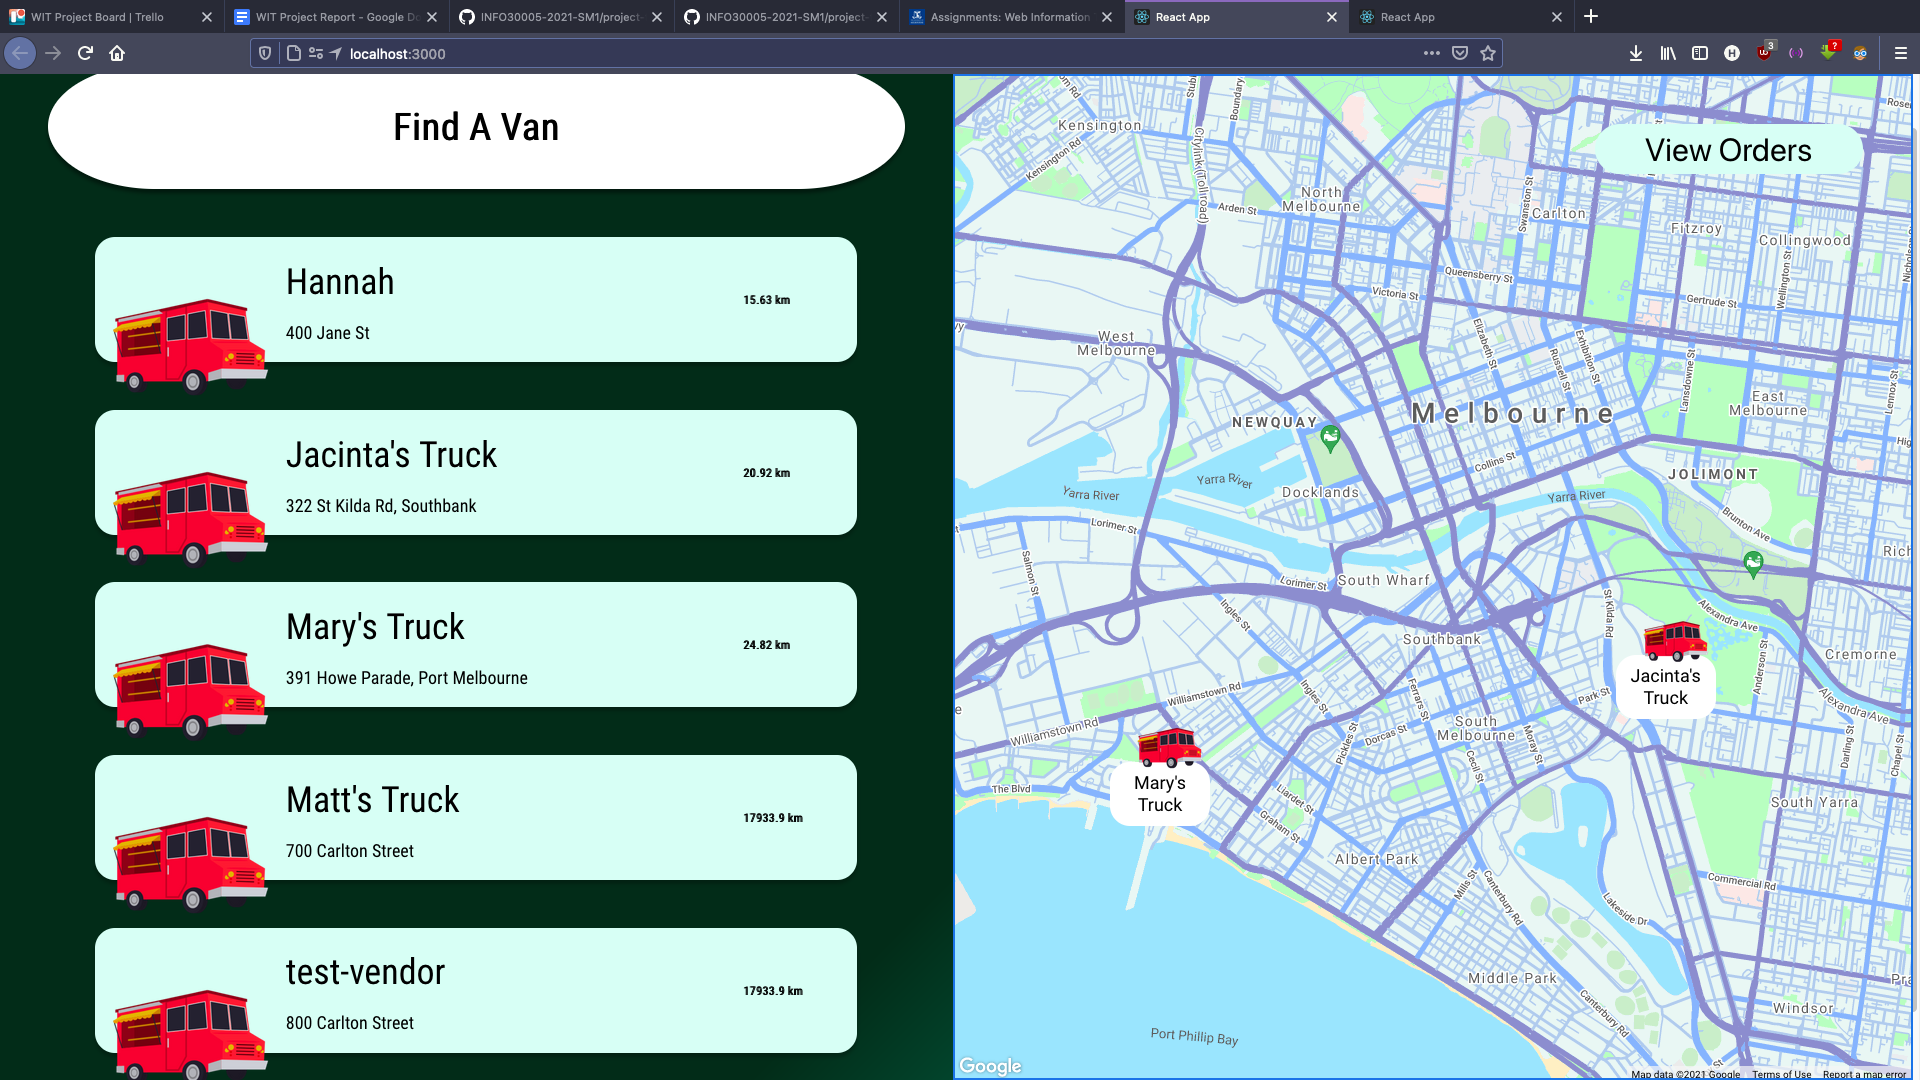 WIT Project Board | Trello
WIT Project Report - Google Do
INFO30005-2021-SM1/project-
INFO30005-2021-SM1/project-
Assignments: Web Information
React App
React App
localhost:3000
3
?
H
Find A Van
Hannah
15.63 km
400 Jane St
Jacinta's Truck
20.92 km
322 St Kilda Rd, Southbank
Mary's Truck
24.82 km
391 Howe Parade, Port Melbourne
Matt's Truck
17933.9 km
700 Carlton Street
test-vendor
17933.9 km
800 Carlton Street
View Orders
Kensington
Kensington Rd
Boundary
Citylink (Tollroad)
North
Melbourne
Arden St
Swanston St
Carlton
Fitzroy
Collingwood
Wellington St
Queensberry St
Victoria St
Gertrude St
West
Melbourne
Elizabeth St
Russell St
Exhibition St
Lansdowne St
East
Melbourne
Lennox St
NEWQUAY
Melbourne
Collins St
JOLIMONT
Docklands
Yarra River
Yarra River
Yarra River
Brunton Ave
Lorimer St
Salmon St
Lorimer St
South Wharf
Ingles St
St Kilda Rd
Alexandra Ave
Southbank
Jacinta's
Truck
Anderson St
Cremorne
Alexandra Ave
Park St
Williamstown Rd
Williamstown Rd
Ingles St
Ferrars St
South
Melbourne
Dorcas St
Pickles St
Moray St
Cecil St
Darling St
Chapel St
The Blvd
Mary's
Truck
Liardet St
Graham St
South Yarra
Albert Park
Mills St
Canterbury Rd
Commercial Rd
Lakeside Dr
Middle Park
Canterbury Rd
Windsor
Port Phillip Bay
Google
Map data ©2021 Google
Terms of Use
Report a map error